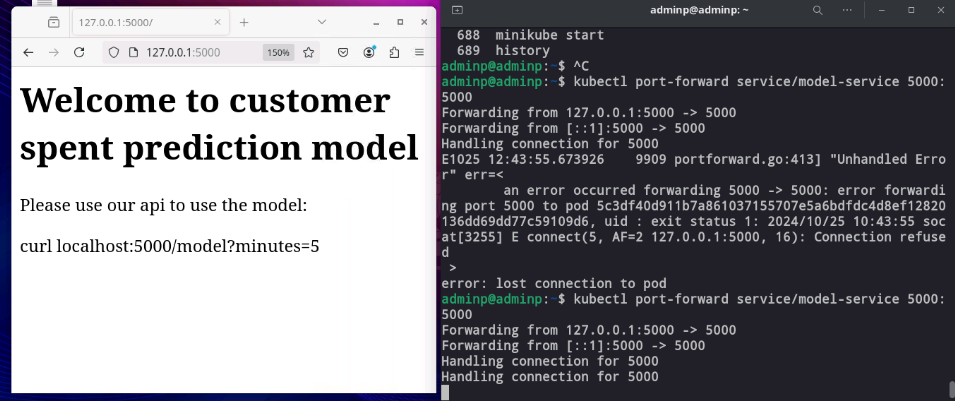 127.0.0.1:5000/
127.0.0.1:5000
150%
Welcome to customer
spent prediction model
Please use our api to use the model:
curl localhost:5000/model?minutes=5
adminp@adminp: ~
688  minikube start
689  history
adminp@adminp:~$ ^C
adminp@adminp:~$ kubectl port-forward service/model-service 5000:
5000
Forwarding from 127.0.0.1:5000 -> 5000
Forwarding from [::1]:5000 -> 5000
Handling connection for 5000
E1025 12:43:55.673926    9909 portforward.go:413] "Unhandled Erro
r" err=<
an error occurred forwarding 5000 -> 5000: error forwardi
ng port 5000 to pod 5c3df40d911b7a861037155707e5a6bdfdc4d8ef12820
136dd69dd77c59109d6, uid : exit status 1: 2024/10/25 10:43:55 soc
at[3255] E connect(5, AF=2 127.0.0.1:5000, 16): Connection refuse
d
>
error: lost connection to pod
adminp@adminp:~$ kubectl port-forward service/model-service 5000:
5000
Forwarding from 127.0.0.1:5000 -> 5000
Forwarding from [::1]:5000 -> 5000
Handling connection for 5000
Handling connection for 5000